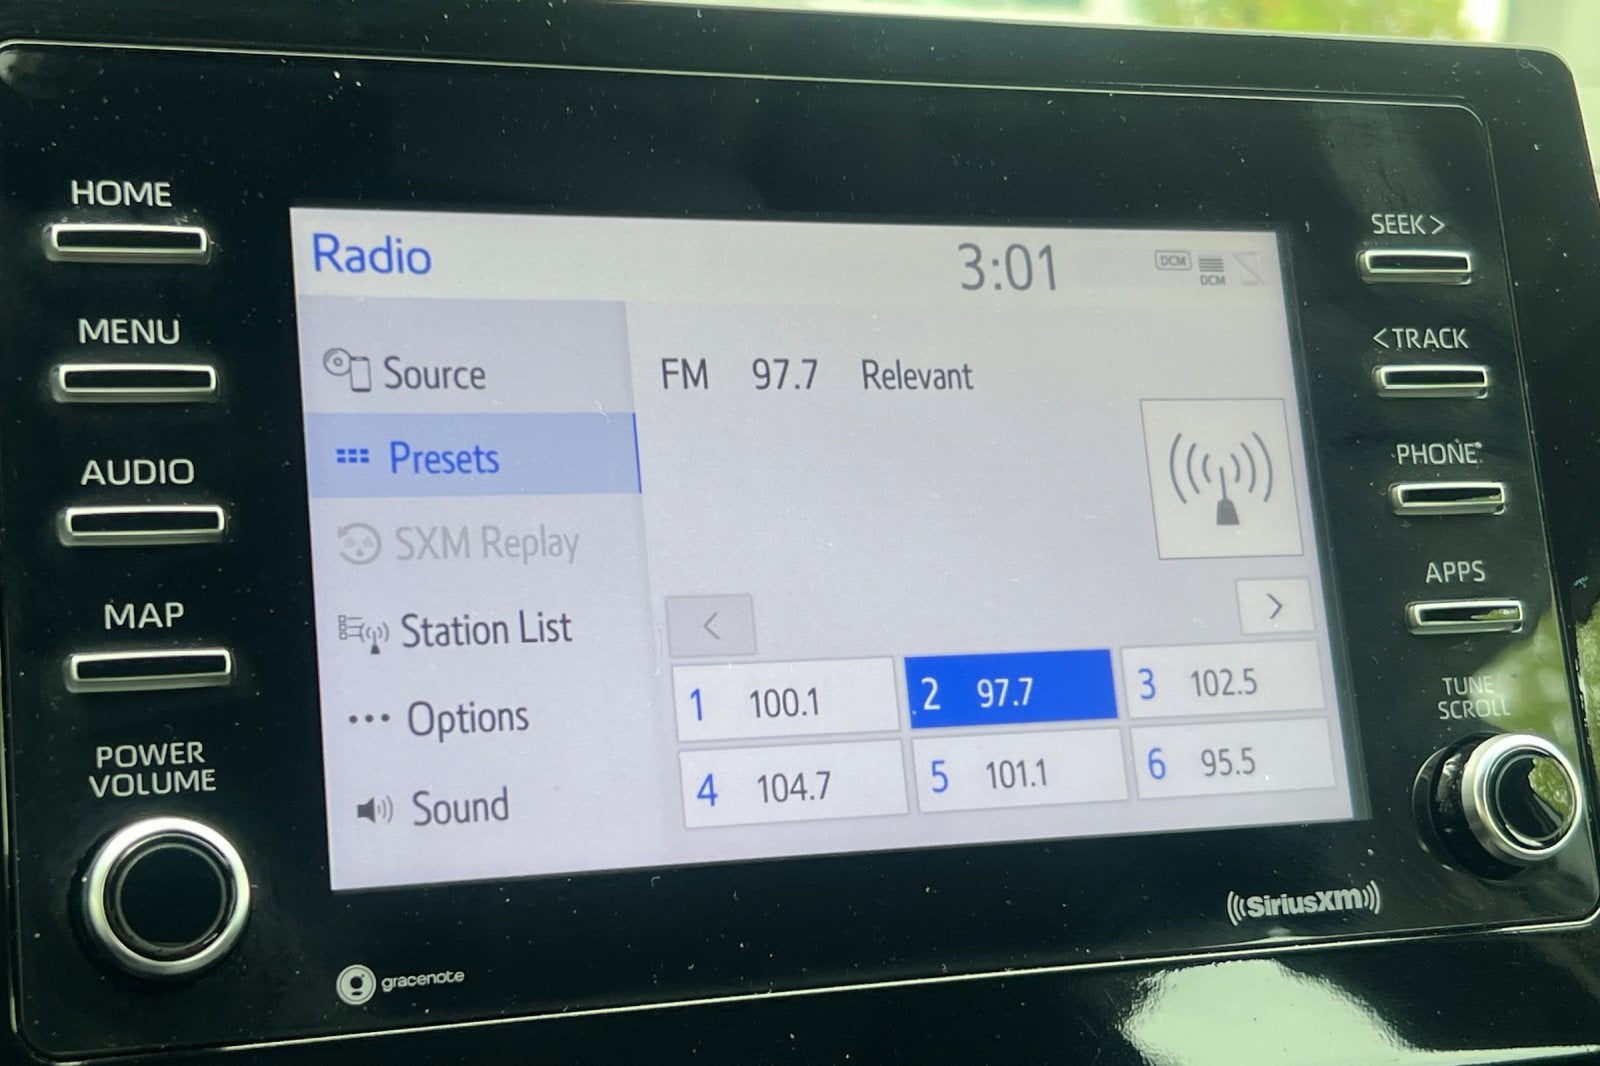 HOME
MENU
AUDIO
MAP
POWER
VOLUME
Radio
3:01
DCM
DCM
Source
Presets
SXM Replay
Station List
Options
Sound
FM 97.7 Relevant
<
>
1 100.1
2 97.7
3 102.5
4 104.7
5 101.1
6 95.5
SEEK >
< TRACK
PHONE
APPS
TUNE
SCROLL
gracenote
((SiriusXM))